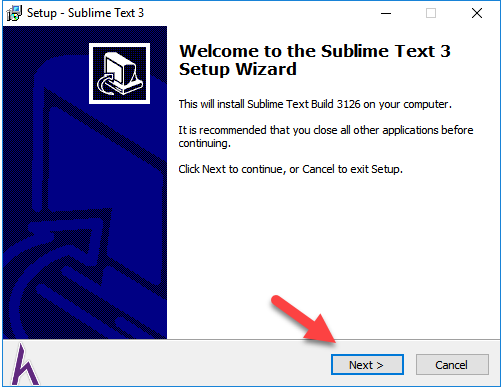 Setup - Sublime Text 3
Welcome to the Sublime Text 3
Setup Wizard
This will install Sublime Text Build 3126 on your computer.
It is recommended that you close all other applications before
continuing.
Click Next to continue, or Cancel to exit Setup.
Next >
Cancel